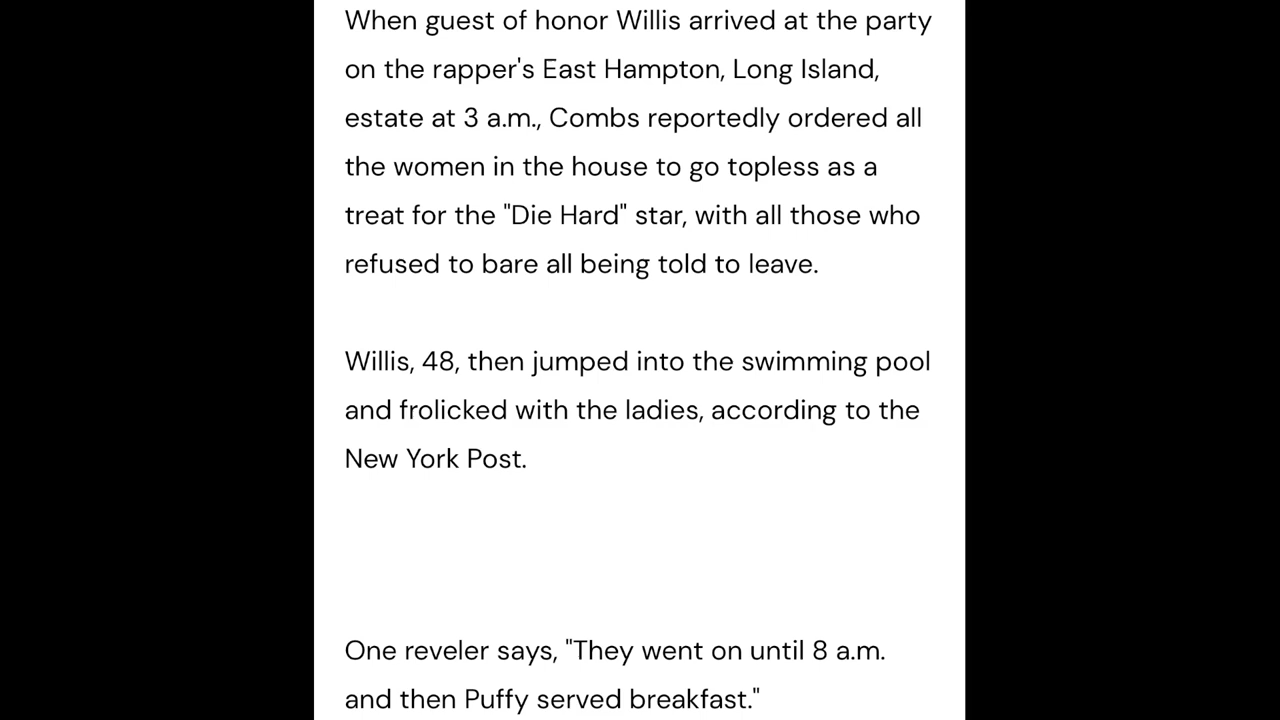 When guest of honor Willis arrived at the party
on the rapper's East Hampton, Long Island,
estate at 3 a.m., Combs reportedly ordered all
the women in the house to go topless as a
treat for the "Die Hard" star, with all those who
refused to bare all being told to leave.
Willis, 48, then jumped into the swimming pool
and frolicked with the ladies, according to the
New York Post.
One reveler says, "They went on until 8 a.m.
and then Puffy served breakfast."